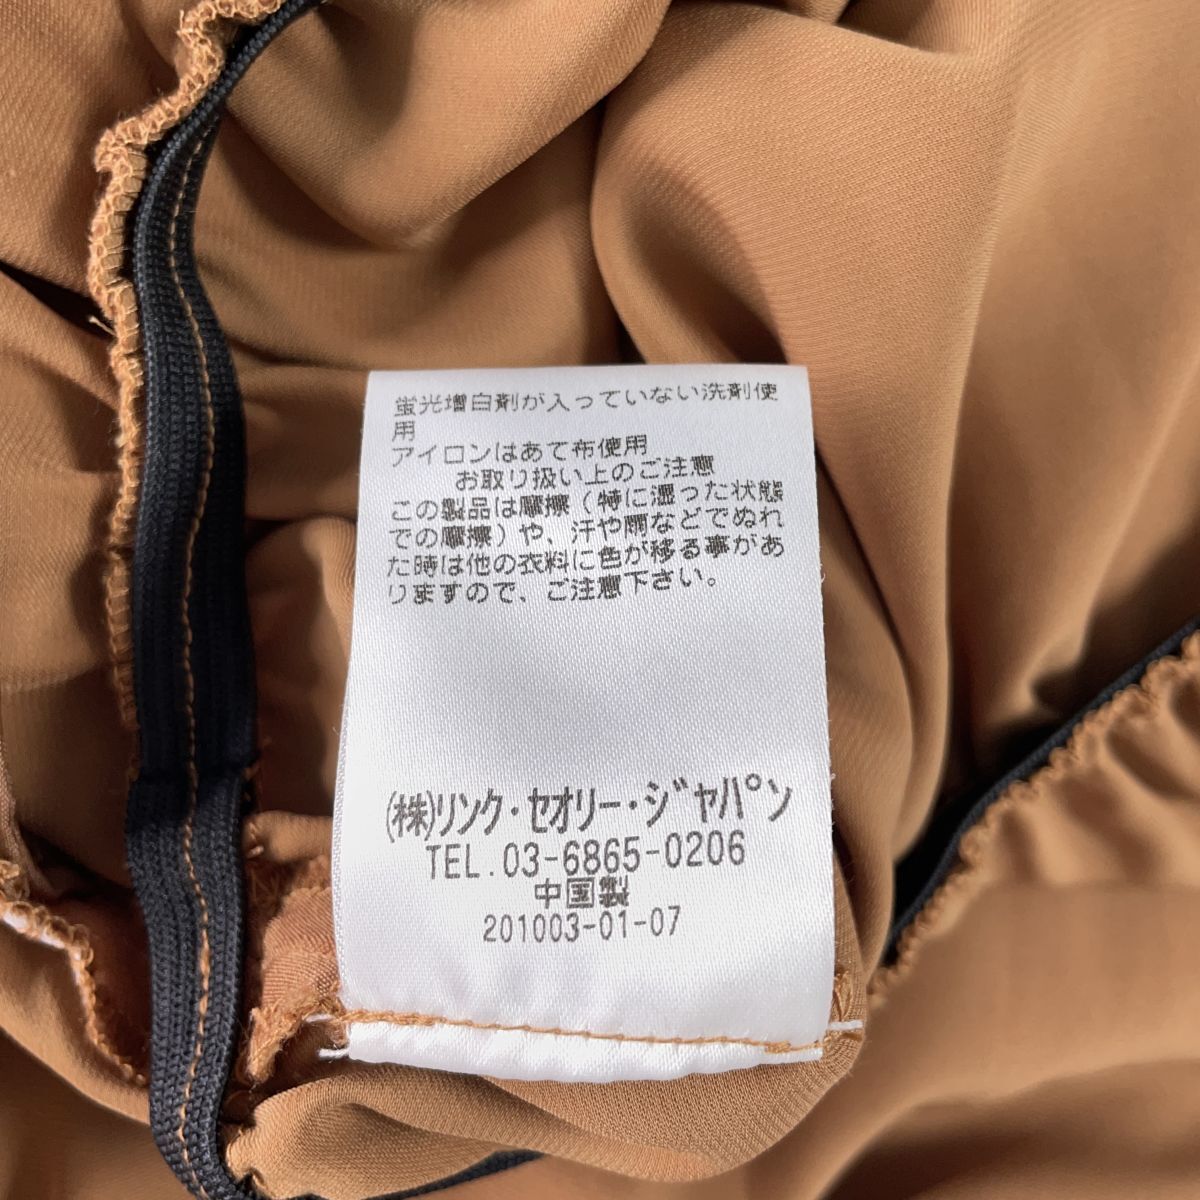 蛍光増白剤が入っていない洗剤使
用
アイロンはあて布使用
お取り扱い上のご注意
この製品は摩擦(特に湿った状態
での摩擦)や、汗や雨などでぬれ
た時は他の衣料に色が移る事があ
りますので、ご注意下さい。
(株)リンク・セオリー・ジャパン
TEL. 03-6865-0206
中国製
201003-01-07